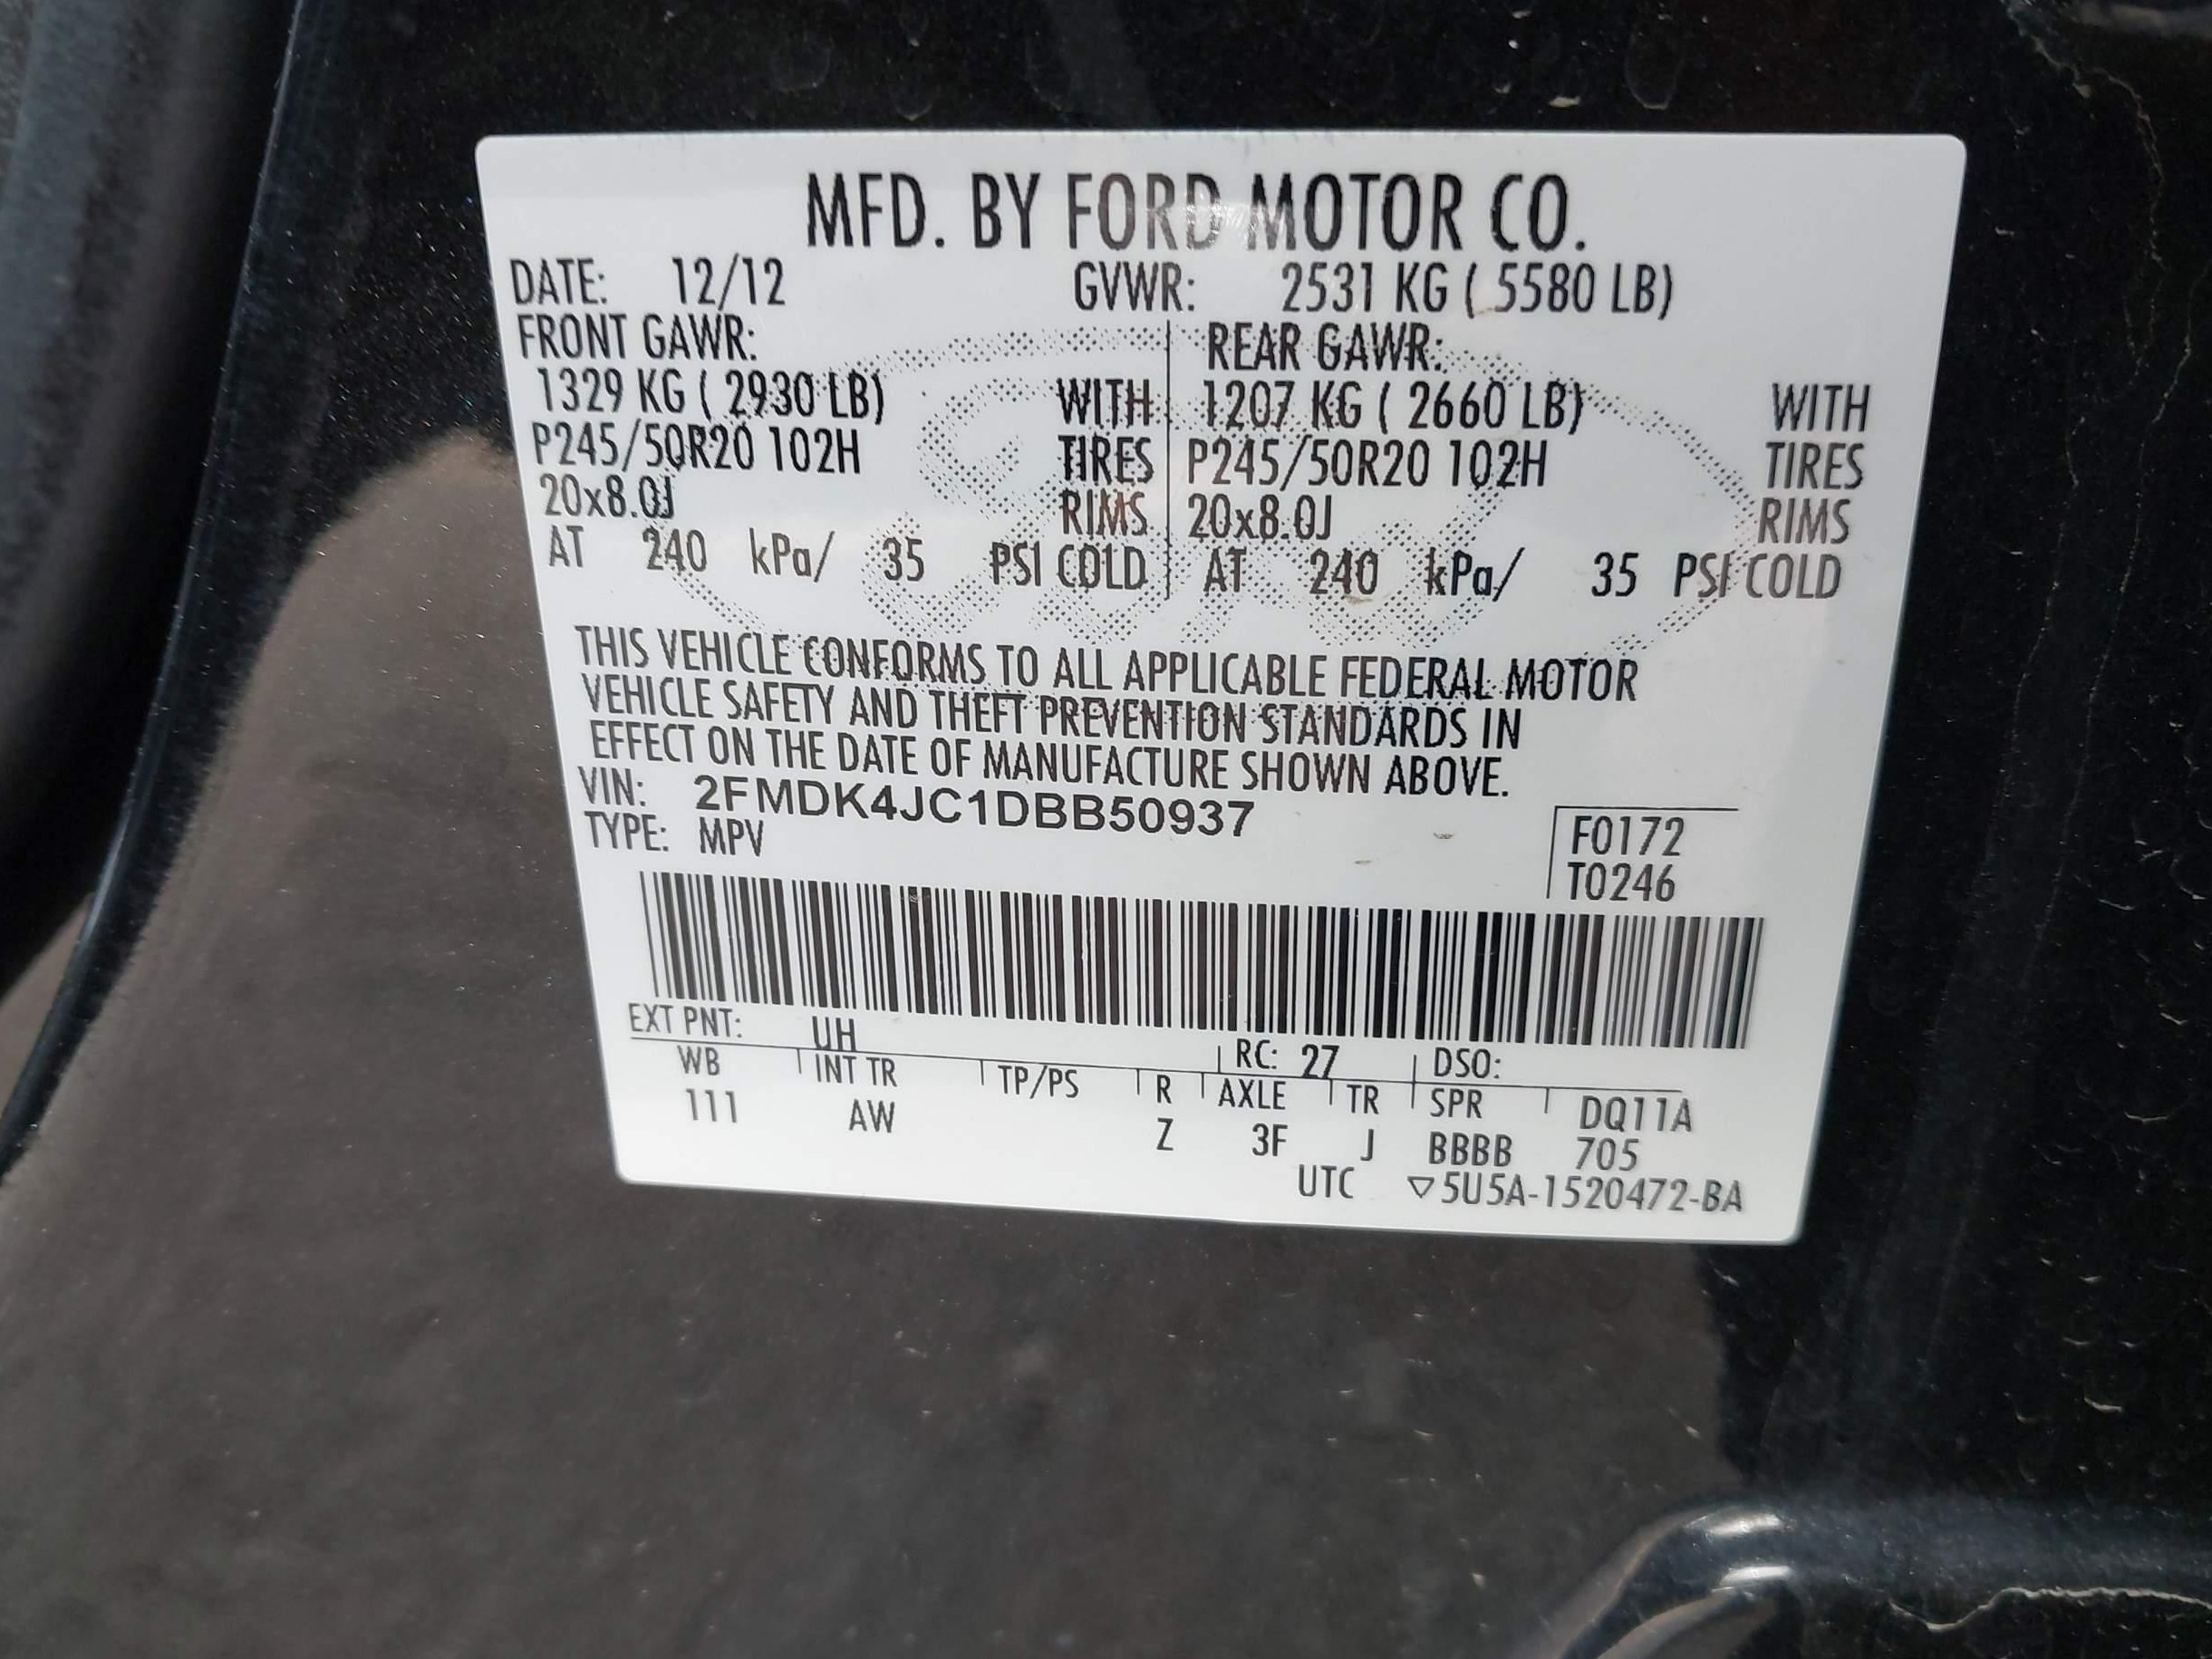 MFD. BY FORD MOTOR CO.
DATE: 12/12 GVWR: 2531 KG ( 5580 LB)
FRONT GAWR: REAR GAWR:
1329 KG ( 2930 LB) WITH 1207 KG ( 2660 LB) WITH
P245/50R20 102H TIRES P245/50R20 102H TIRES
20x8.0J RIMS 20x8.0J RIMS
AT 240 kPa/ 35 PSI COLD AT 240 kPa/ 35 PSI COLD
THIS VEHICLE CONFORMS TO ALL APPLICABLE FEDERAL MOTOR
VEHICLE SAFETY AND THEFT PREVENTION STANDARDS IN
EFFECT ON THE DATE OF MANUFACTURE SHOWN ABOVE.
VIN: 2FMDK4JC1DBB50937
TYPE: MPV F0172
T0246
EXT PNT: UH RC: 27 DSO:
WB INT TR TP/PS R AXLE TR SPR DQ11A
111 AW Z 3F J BBBB 705
UTC ▽5U5A-1520472-BA